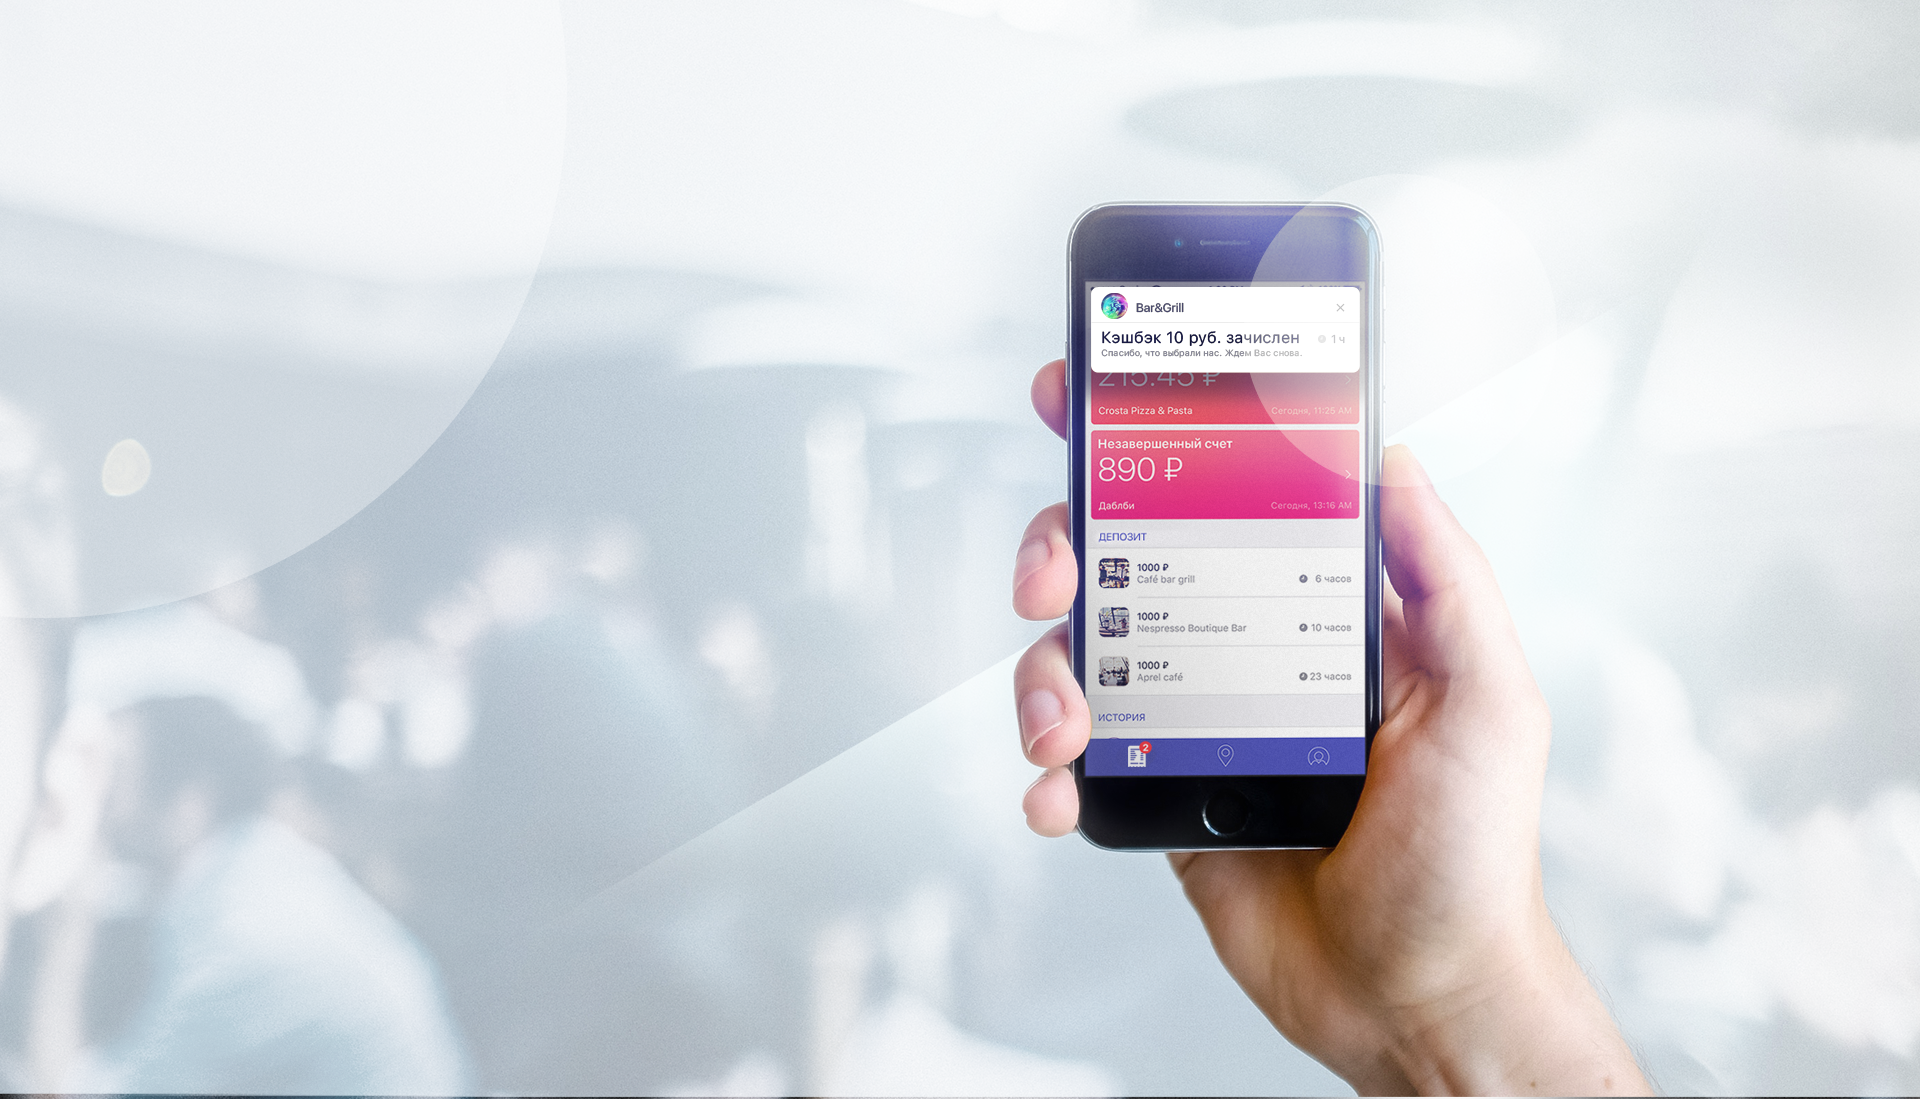 Bar&Grill
Кэшбэк 10 руб. зачислен
1 ч
Спасибо, что выбрали нас. Ждем Вас снова.
215.45 ₽
Crosta Pizza & Pasta
Сегодня, 11:25 AM
Незавершенный счет
890 ₽
Даблби
Сегодня, 13:16 AM
ДЕПОЗИТ
1000 ₽
Café bar grill
6 часов
1000 ₽
Nespresso Boutique Bar
10 часов
1000 ₽
Aprel café
23 часов
ИСТОРИЯ
2